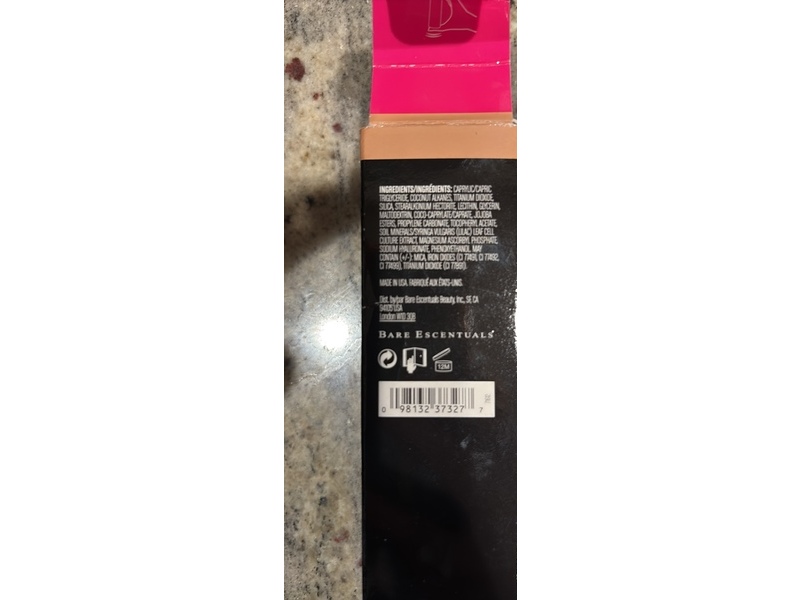 INGREDIENTS/INGRÉDIENTS: CAPRYLIC/CAPRIC
TRIGLYCERIDE, COCONUT ALKANES, TITANIUM DIOXIDE,
SILICA, STEARALKONIUM HECTORITE, LECITHIN, GLYCERIN,
MALTODEXTRIN, COCO-CAPRYLATE/CAPRATE, JOJOBA
ESTERS, PROPYLENE CARBONATE, TOCOPHERYL ACETATE,
SOIL MINERALS/SYRINGA VULGARIS (LILAC) LEAF CELL
CULTURE EXTRACT, MAGNESIUM ASCORBYL PHOSPHATE,
SODIUM HYALURONATE, PHENOXYETHANOL. MAY
CONTAIN (+/-): MICA, IRON OXIDES (CI 77491, CI 77492,
CI 77499), TITANIUM DIOXIDE (CI 77891).
MADE IN USA. FABRIQUÉ AUX ÉTATS-UNIS.
Dist. by/par Bare Escentuals Beauty, Inc., SF, CA
94105 USA
London W1D 3QB
BARE ESCENTUALS
12M
0 98132 37327 7